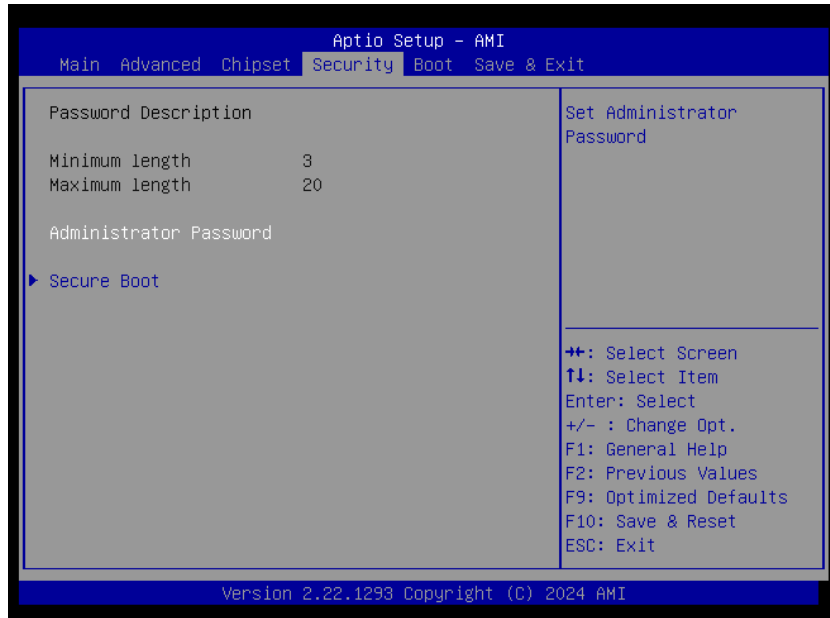 Aptio Setup – AMI
Main Advanced Chipset Security Boot Save & Exit
Password Description
Minimum length 3
Maximum length 20
Administrator Password
Secure Boot
Set Administrator
Password
→←: Select Screen
↑↓: Select Item
Enter: Select
+/- : Change Opt.
F1: General Help
F2: Previous Values
F9: Optimized Defaults
F10: Save & Reset
ESC: Exit
Version 2.22.1293 Copyright (C) 2024 AMI